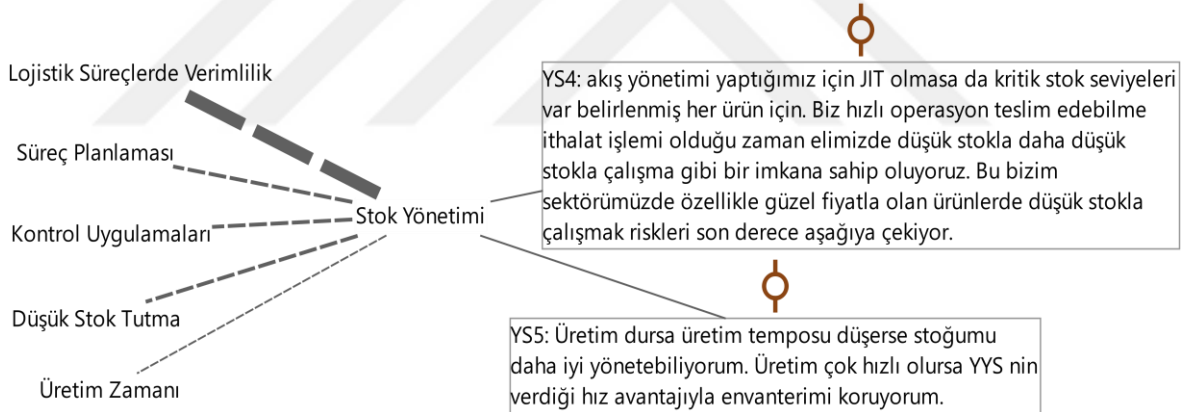 Lojistik Süreçlerde Verimlilik
Süreç Planlaması
Kontrol Uygulamaları
Düşük Stok Tutma
Üretim Zamanı
Stok Yönetimi
YS4: akış yönetimi yaptığımız için JIT olmasa da kritik stok seviyeleri
var belirlenmiş her ürün için. Biz hızlı operasyon teslim edebilme
ithalat işlemi olduğu zaman elimizde düşük stokla daha düşük
stokla çalışma gibi bir imkana sahip oluyoruz. Bu bizim
sektörümüzde özellikle güzel fiyatla olan ürünlerde düşük stokla
çalışmak riskleri son derece aşağıya çekiyor.
YS5: Üretim dursa üretim temposu düşerse stoğumu
daha iyi yönetebiliyorum. Üretim çok hızlı olursa YYS nin
verdiği hız avantajıyla envanterimi koruyorum.